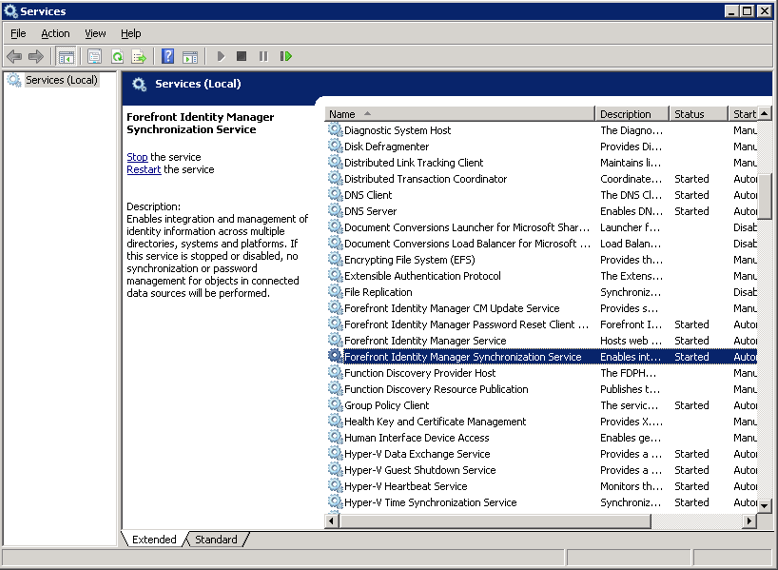 Services
File Action View Help
Services (Local)
Services (Local)
Forefront Identity Manager
Synchronization Service
Stop the service
Restart the service
Description:
Enables integration and management of
identity information across multiple
directories, systems and platforms. If
this service is stopped or disabled, no
synchronization or password
management for objects in connected
data sources will be performed.
Name Description Status Start
Diagnostic System Host The Diagno... Manu
Disk Defragmenter Provides Di... Manu
Distributed Link Tracking Client Maintains li... Manu
Distributed Transaction Coordinator Coordinate... Started Autor
DNS Client The DNS Cl... Started Autor
DNS Server Enables DN... Started Autor
Document Conversions Launcher for Microsoft Shar... Launcher f... Disab
Document Conversions Load Balancer for Microsoft ... Load Balan... Disab
Encrypting File System (EFS) Provides th... Manu
Extensible Authentication Protocol The Extens... Manu
File Replication Synchroniz... Disab
Forefront Identity Manager CM Update Service Provides s... Manu
Forefront Identity Manager Password Reset Client ... Forefront I... Started Autor
Forefront Identity Manager Service Hosts web ... Started Autor
Forefront Identity Manager Synchronization Service Enables int... Started Autor
Function Discovery Provider Host The FDPH... Manu
Function Discovery Resource Publication Publishes t... Manu
Group Policy Client The servic... Started Autor
Health Key and Certificate Management Provides X.... Manu
Human Interface Device Access Enables ge... Manu
Hyper-V Data Exchange Service Provides a ... Started Autor
Hyper-V Guest Shutdown Service Provides a ... Started Autor
Hyper-V Heartbeat Service Monitors th... Started Autor
Hyper-V Time Synchronization Service Synchroniz... Started Autor
Extended Standard